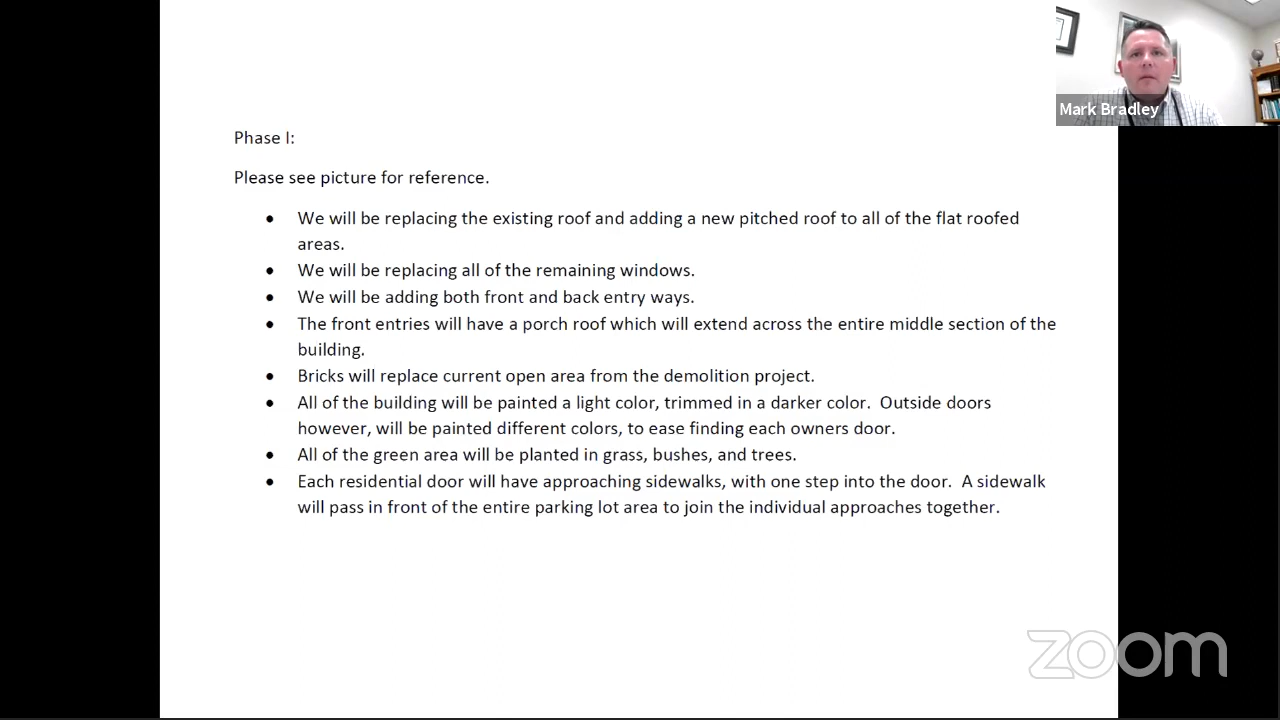 Mark Bradley
Phase I:
Please see picture for reference.
• We will be replacing the existing roof and adding a new pitched roof to all of the flat roofed
areas.
• We will be replacing all of the remaining windows.
• We will be adding both front and back entry ways.
• The front entries will have a porch roof which will extend across the entire middle section of the
building.
• Bricks will replace current open area from the demolition project.
• All of the building will be painted a light color, trimmed in a darker color.  Outside doors
however, will be painted different colors, to ease finding each owners door.
• All of the green area will be planted in grass, bushes, and trees.
• Each residential door will have approaching sidewalks, with one step into the door.  A sidewalk
will pass in front of the entire parking lot area to join the individual approaches together.
zoom